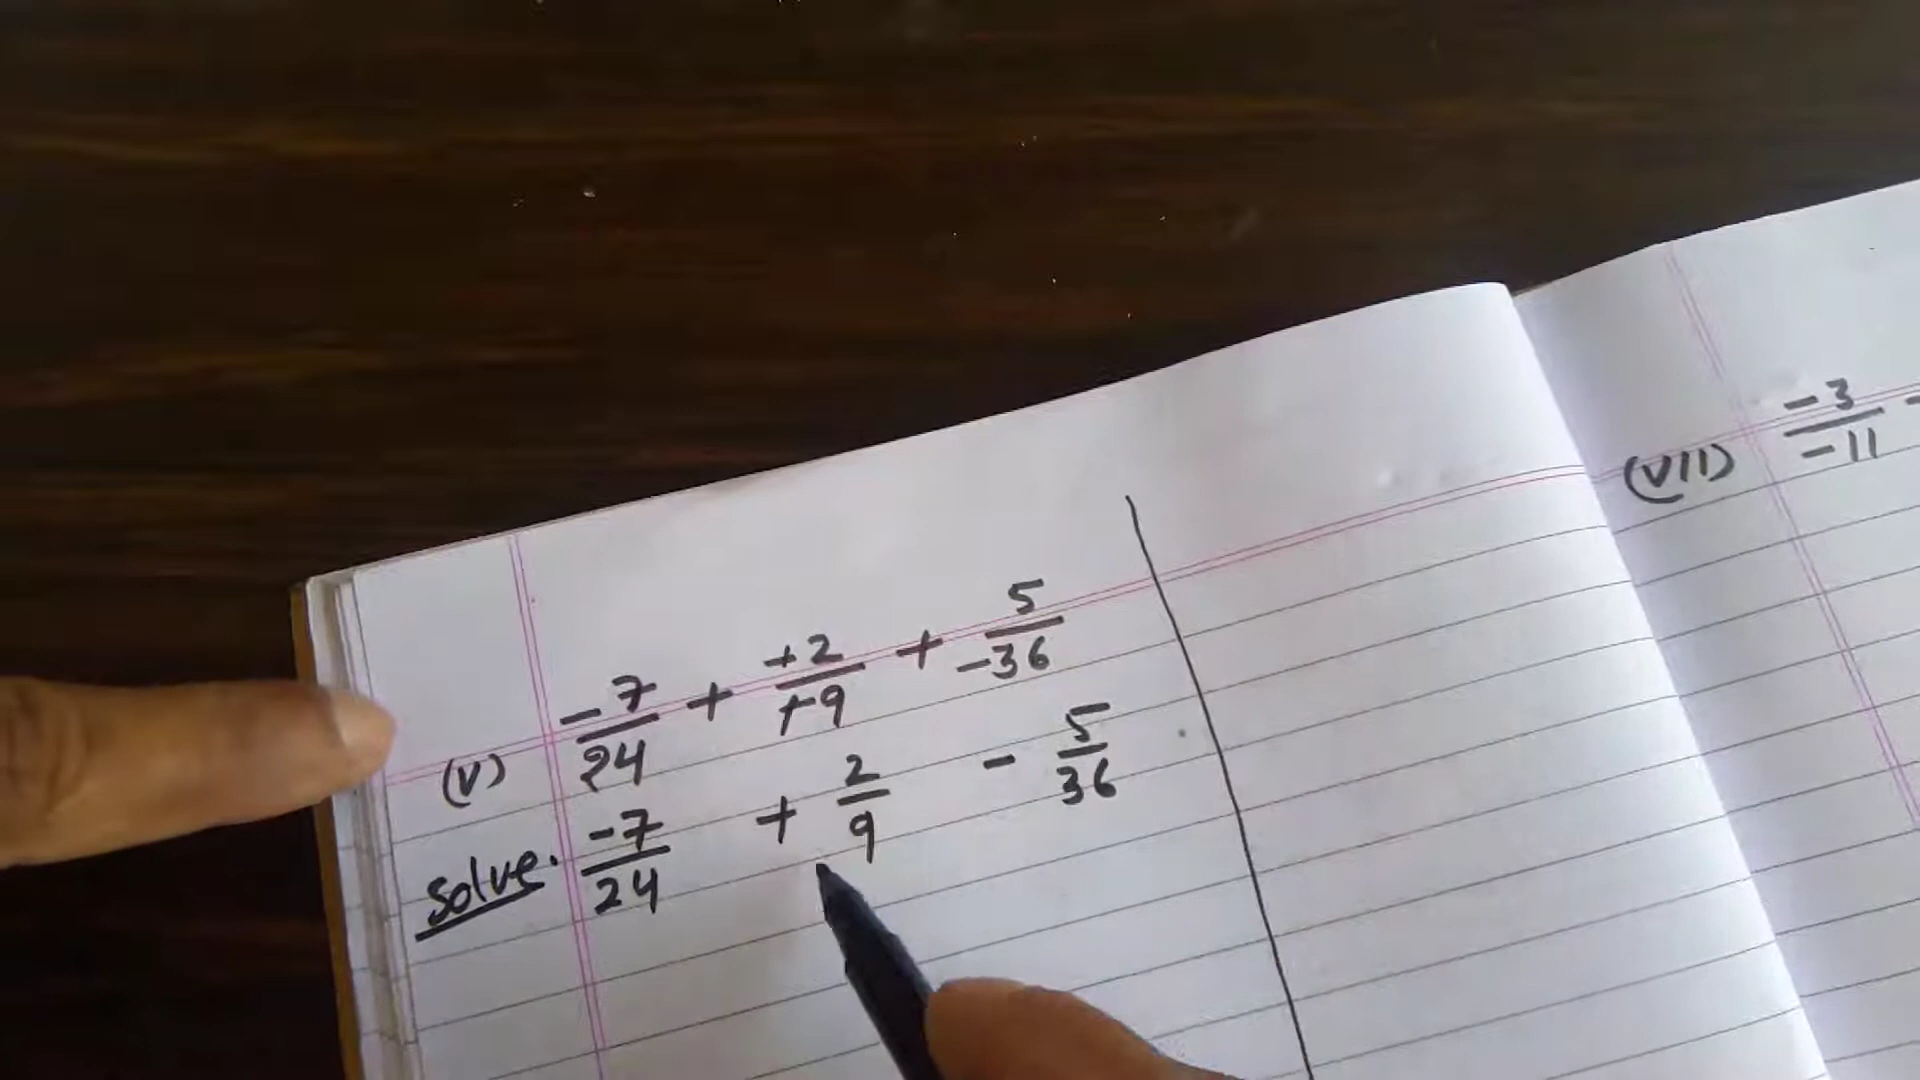 (v) -7/24 + +2/+9 + 5/-36
Solve. -7/24 + 2/9 - 5/36
(VII) -3/-11 -